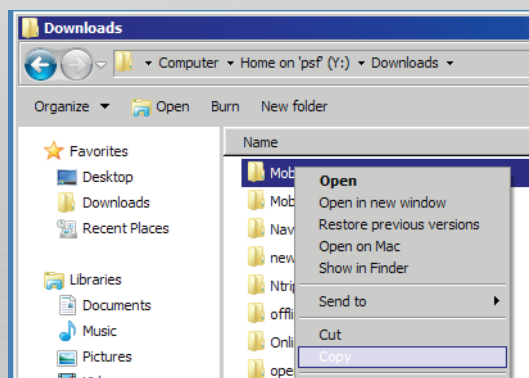 Downloads
Computer Home on 'psf' (Y:) Downloads
Organize Open Burn New folder
Favorites
Desktop
Downloads
Recent Places
Libraries
Documents
Music
Pictures
Name
Mob
Mob
Nav
new
Ntrip
offli
Onli
ope
Open
Open in new window
Restore previous versions
Open on Mac
Show in Finder
Send to
Cut
Copy